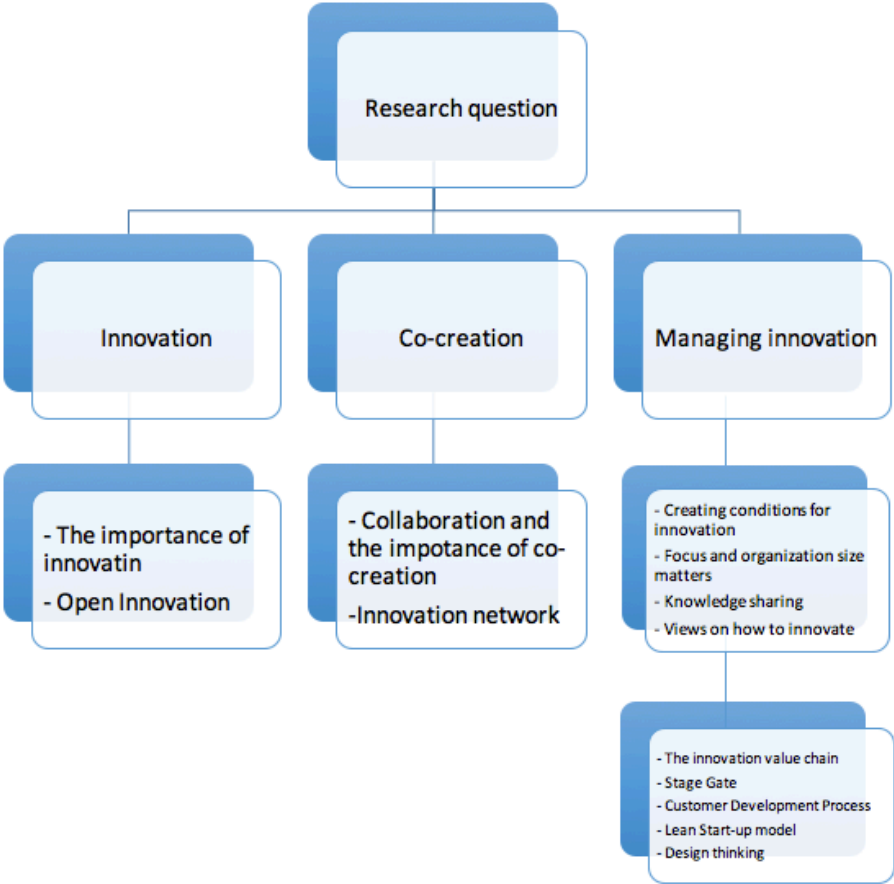 Research question
Innovation
Co-creation
Managing innovation
- The importance of
innovatin
- Open Innovation
- Collaboration and
the impotance of co-
creation
-Innovation network
- Creating conditions for
innovation
- Focus and organization size
matters
- Knowledge sharing
- Views on how to innovate
- The innovation value chain
- Stage Gate
- Customer Development Process
- Lean Start-up model
- Design thinking